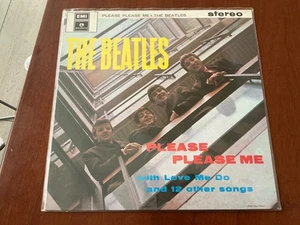 EMI
PLEASE PLEASE ME • THE BEATLES
stereo
THE BEATLES
PLEASE
PLEASE ME
with Love Me Do
and 12 other songs